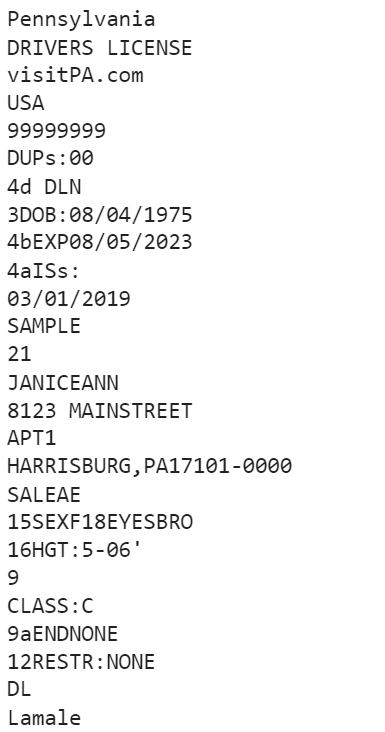 Pennsylvania
DRIVERS LICENSE
visitPA.com
USA
99999999
DUPs:00
4d DLN
3DOB:08/04/1975
4bEXP08/05/2023
4aISs:
03/01/2019
SAMPLE
21
JANICEANN
8123 MAINSTREET
APT1
HARRISBURG,PA17101-0000
SALEAE
15SEXF18EYESBRO
16HGT:5-06'
9
CLASS:C
9aENDNONE
12RESTR:NONE
DL
Lamale